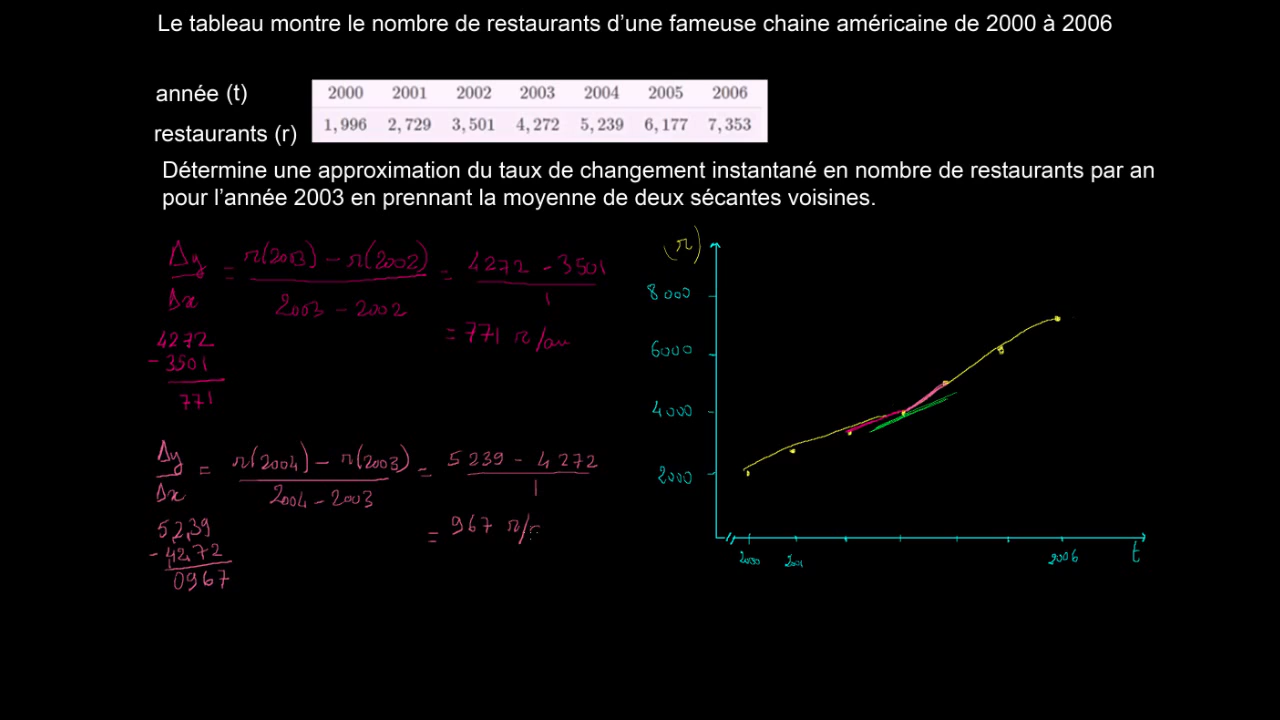 Le tableau montre le nombre de restaurants d'une fameuse chaine américaine de 2000 à 2006
année (t) 2000 2001 2002 2003 2004 2005 2006
restaurants (r) 1,996 2,729 3,501 4,272 5,239 6,177 7,353
Détermine une approximation du taux de changement instantané en nombre de restaurants par an
pour l'année 2003 en prennant la moyenne de deux sécantes voisines.
Δy/Δx = r(2003) - r(2002) / 2003 - 2002 = 4272 - 3501 / 1
= 771 r/an
4272
- 3501
771
Δy/Δx = r(2004) - r(2003) / 2004 - 2003 = 5239 - 4272 / 1
= 967 r/
5239
- 4272
0967
(r)
8000
6000
4000
2000
2000 2001 2006 t